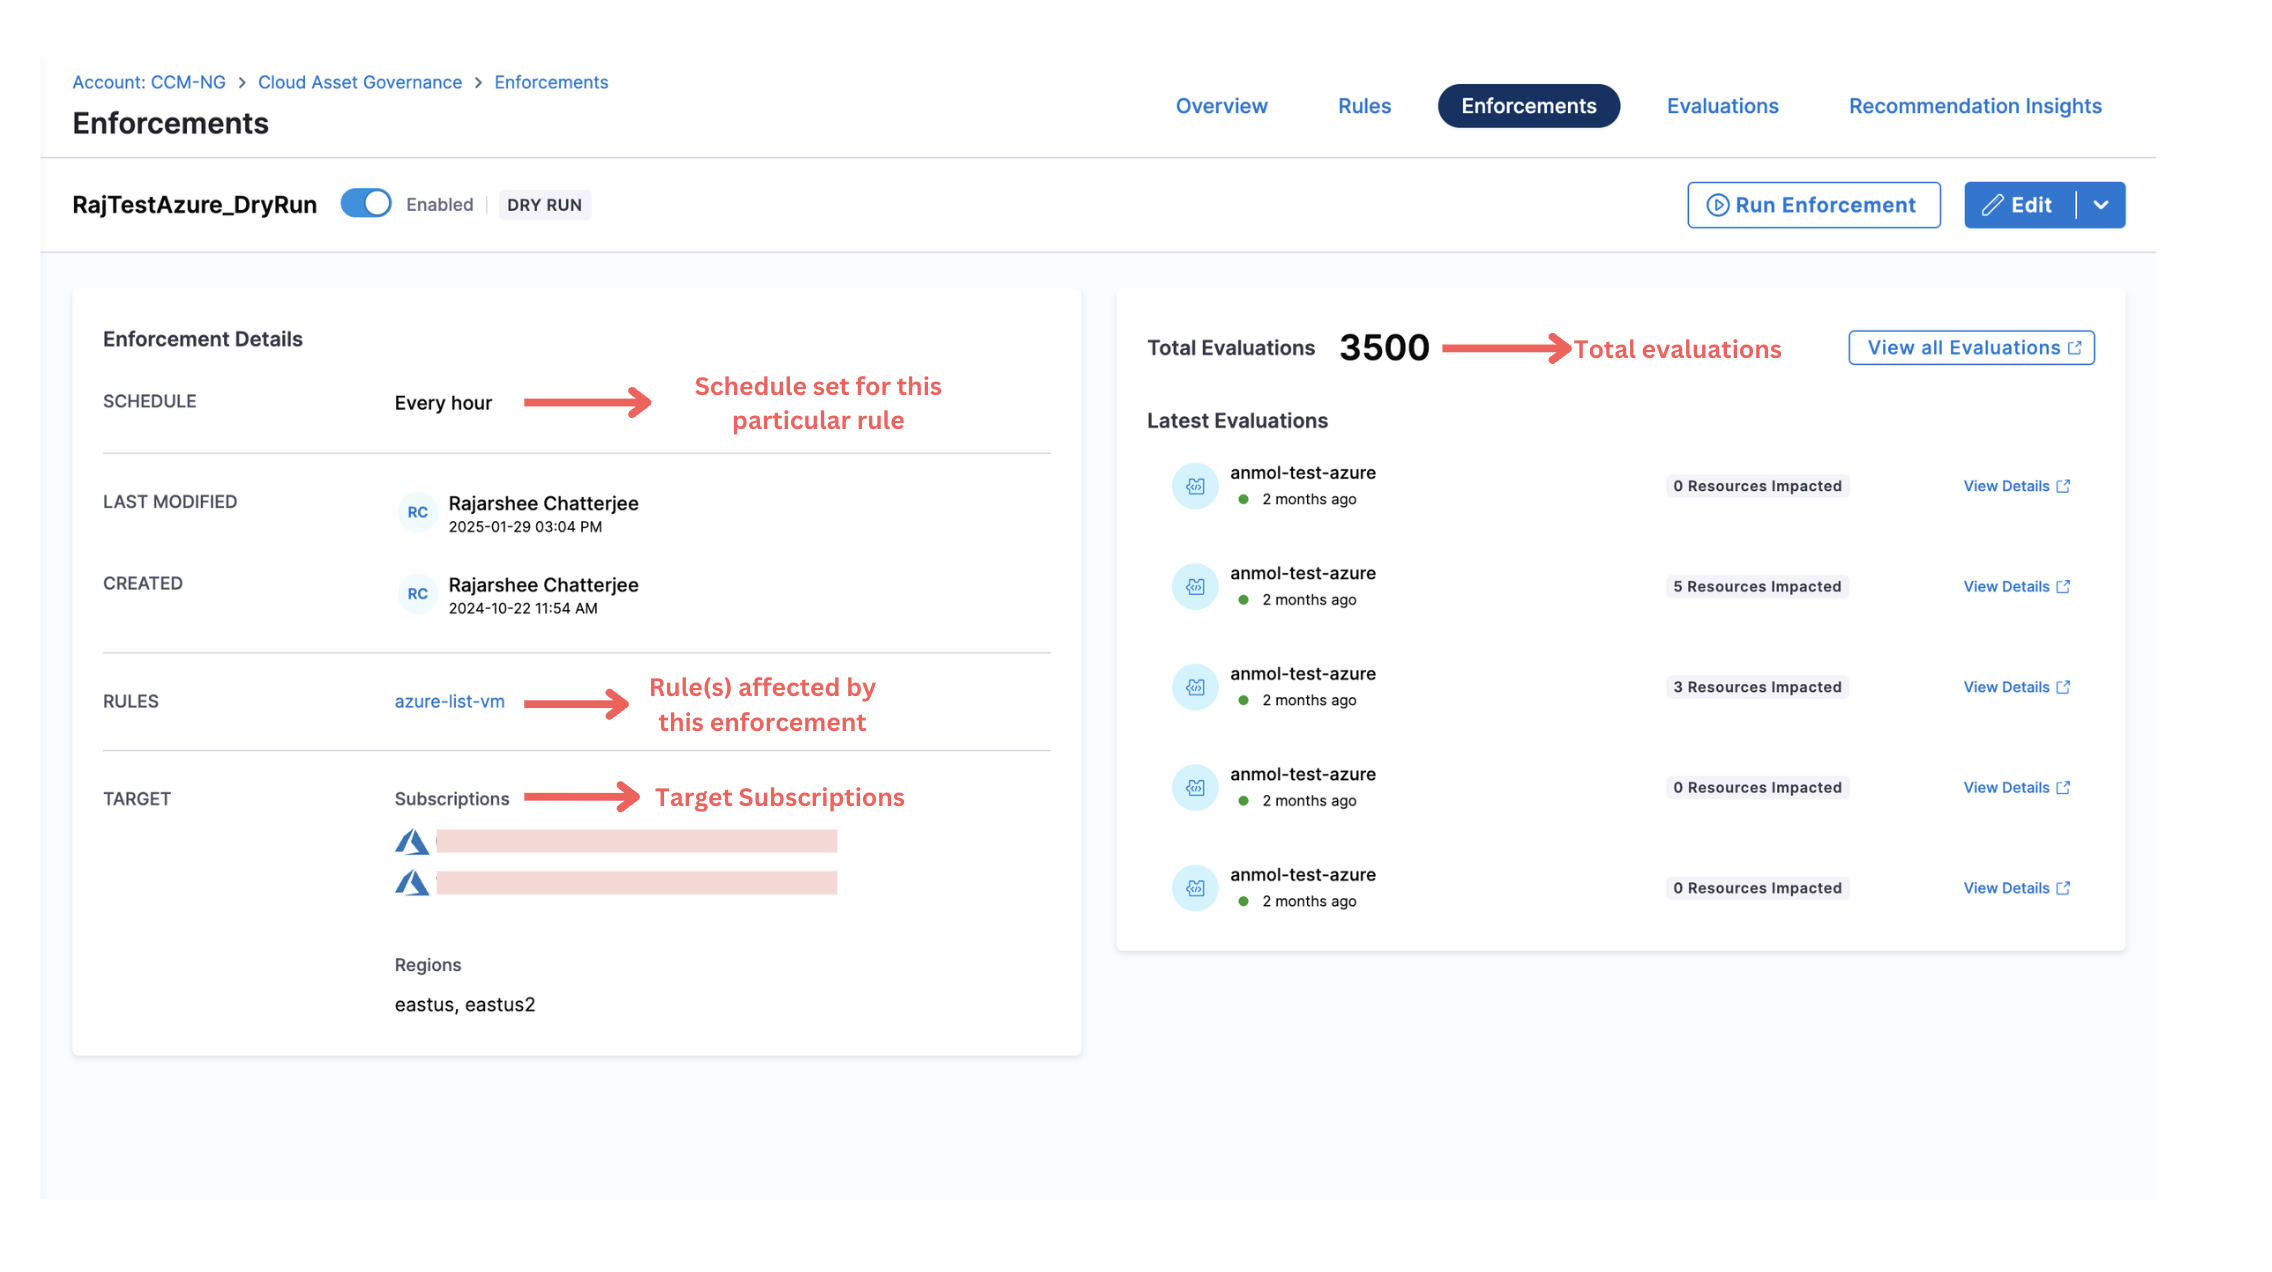 Account: CCM-NG > Cloud Asset Governance > Enforcements
Enforcements
Overview
Rules
Enforcements
Evaluations
Recommendation Insights
RajTestAzure_DryRun
Enabled
DRY RUN
Run Enforcement
Edit
Enforcement Details
SCHEDULE
Every hour
Schedule set for this
particular rule
LAST MODIFIED
RC
Rajarshee Chatterjee
2025-01-29 03:04 PM
CREATED
RC
Rajarshee Chatterjee
2024-10-22 11:54 AM
RULES
azure-list-vm
Rule(s) affected by
this enforcement
TARGET
Subscriptions
Target Subscriptions
Regions
eastus, eastus2
Total Evaluations
3500
Total evaluations
View all Evaluations
Latest Evaluations
anmol-test-azure
2 months ago
0 Resources Impacted
View Details
anmol-test-azure
2 months ago
5 Resources Impacted
View Details
anmol-test-azure
2 months ago
3 Resources Impacted
View Details
anmol-test-azure
2 months ago
0 Resources Impacted
View Details
anmol-test-azure
2 months ago
0 Resources Impacted
View Details